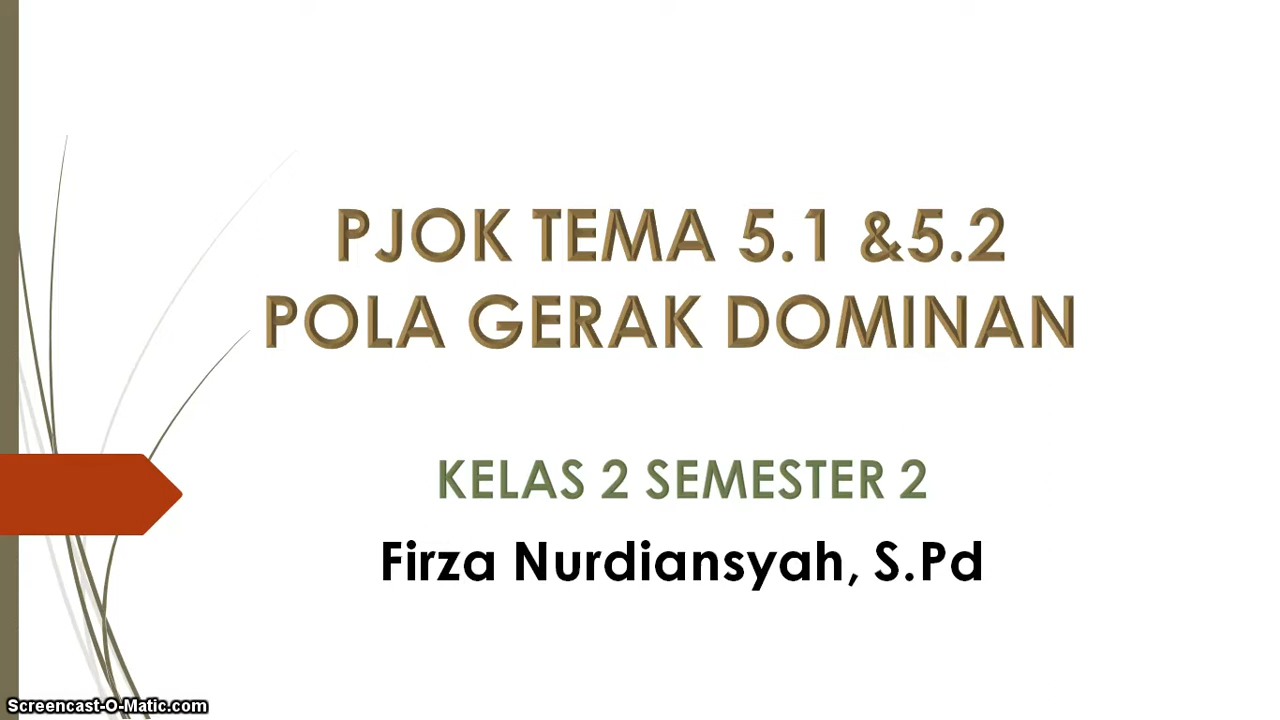 PJOK TEMA 5.1 &5.2
POLA GERAK DOMINAN
KELAS 2 SEMESTER 2
Firza Nurdiansyah, S.Pd
Screencast-O-Matic.com